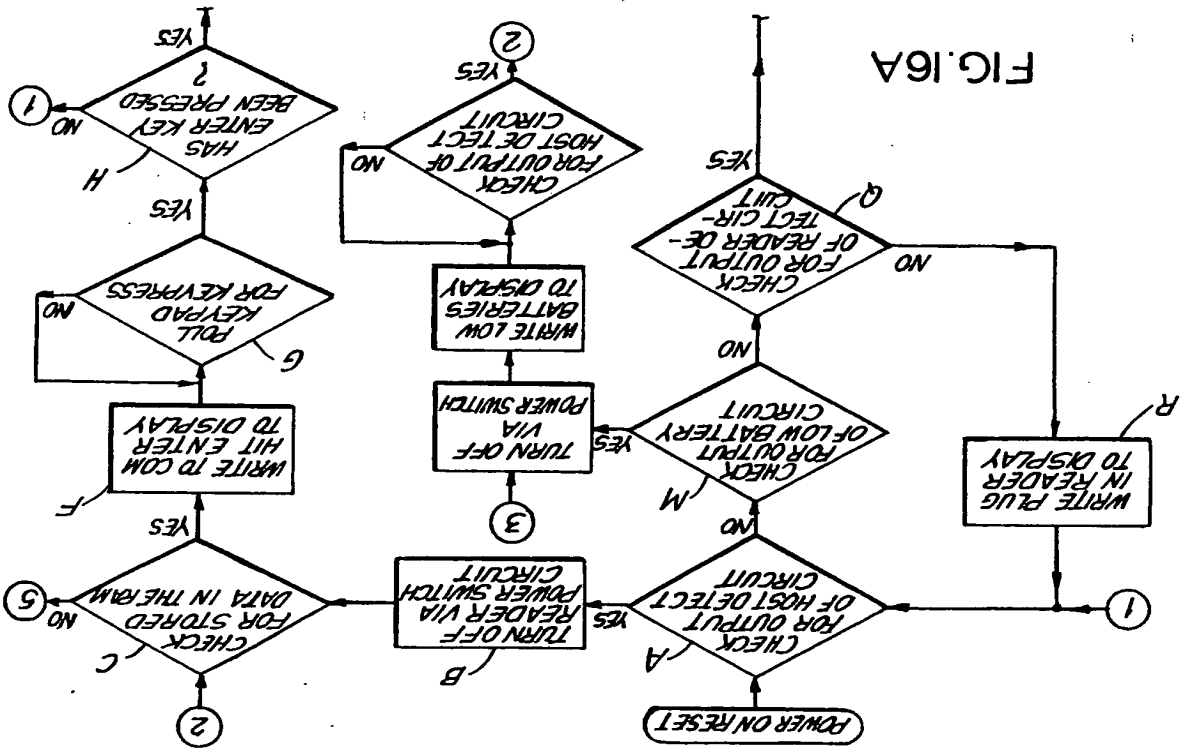 POWER ON RESET
1
CHECK
FOR OUTPUT
OF HOST DETECT
CIRCUIT
A
YES
NO
TURN OFF
READER VIA
POWER SWITCH
CIRCUIT
B
2
CHECK
FOR STORED
DATA IN THE RAM
C
NO
5
YES
WRITE PLUG
IN READER
TO DISPLAY
R
CHECK
FOR OUTPUT
OF LOW BATTERY
CIRCUIT
M
YES
NO
3
TURN OFF
VIA
POWER SWITCH
WRITE LOW
BATTERIES
TO DISPLAY
WRITE TO COM
HIT ENTER
TO DISPLAY
F
CHECK
FOR OUTPUT
OF READER DE-
TECT CIR-
CUIT
Q
NO
YES
CHECK
FOR OUTPUT OF
HOST DETECT
CIRCUIT
NO
YES
2
POLL
KEYPAD
FOR KEYPRESS
G
NO
YES
HAS
ENTER KEY
BEEN PRESSED
?
H
NO
1
YES
FIG.16A